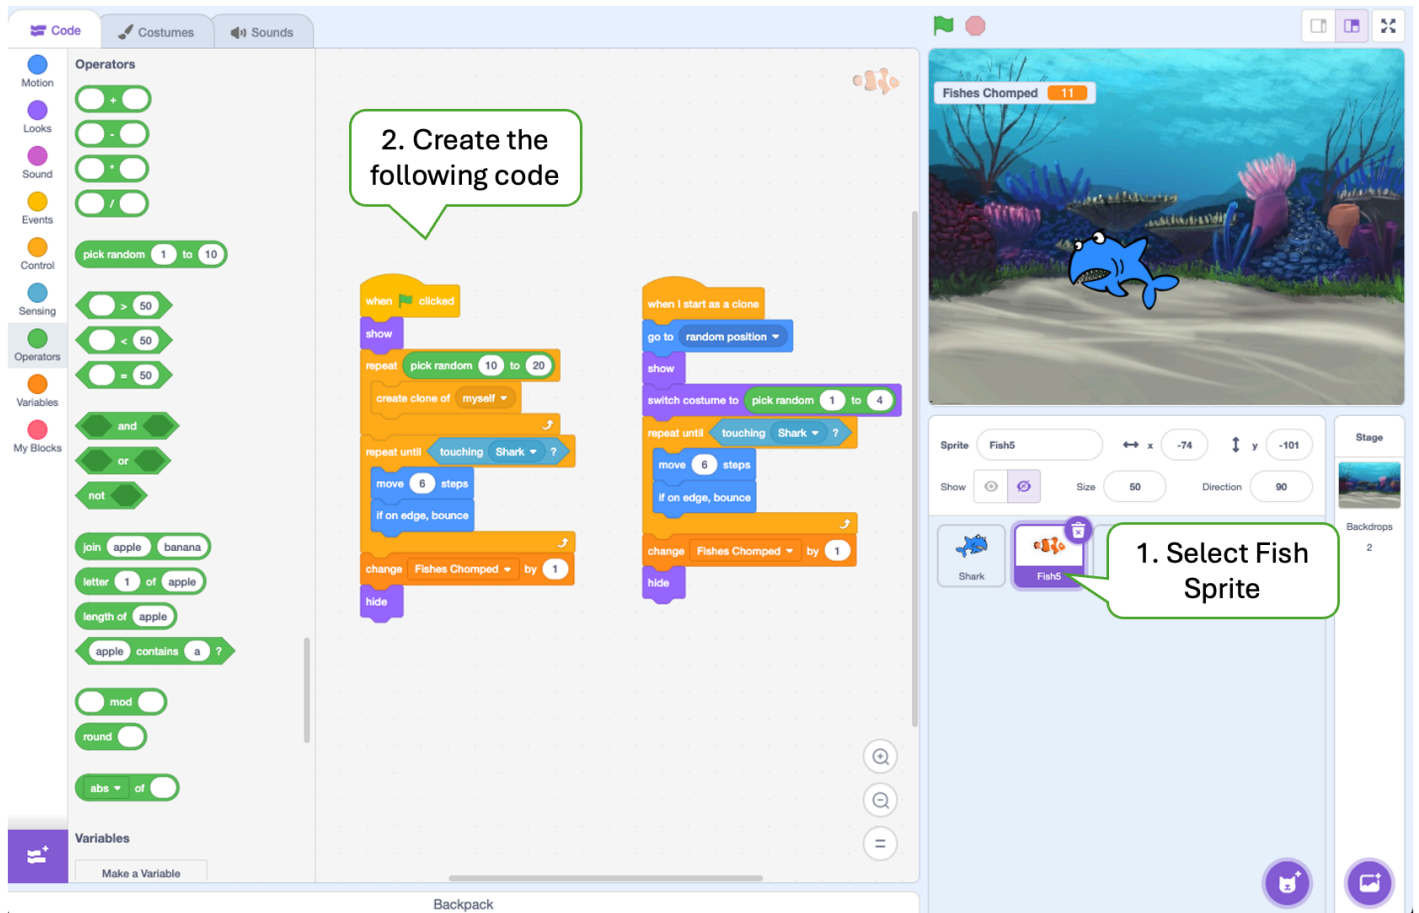 Code
Costumes
Sounds
Motion
Looks
Sound
Events
Control
Sensing
Operators
Variables
My Blocks
Operators
+
-
*
/
pick random 1 to 10
> 50
< 50
= 50
and
or
not
join apple banana
letter 1 of apple
length of apple
apple contains a ?
mod
round
abs of
Variables
Make a Variable
2. Create the
following code
when clicked
show
repeat pick random 10 to 20
create clone of myself
repeat until touching Shark ?
move 6 steps
if on edge, bounce
change Fishes Chomped by 1
hide
when I start as a clone
go to random position
show
switch costume to pick random 1 to 4
repeat until touching Shark ?
move 6 steps
if on edge, bounce
change Fishes Chomped by 1
hide
=
Backpack
Fishes Chomped 11
Sprite Fish5 x -74 y -101
Show Size 50 Direction 90
Shark
Fish5
1. Select Fish
Sprite
Stage
Backdrops
2